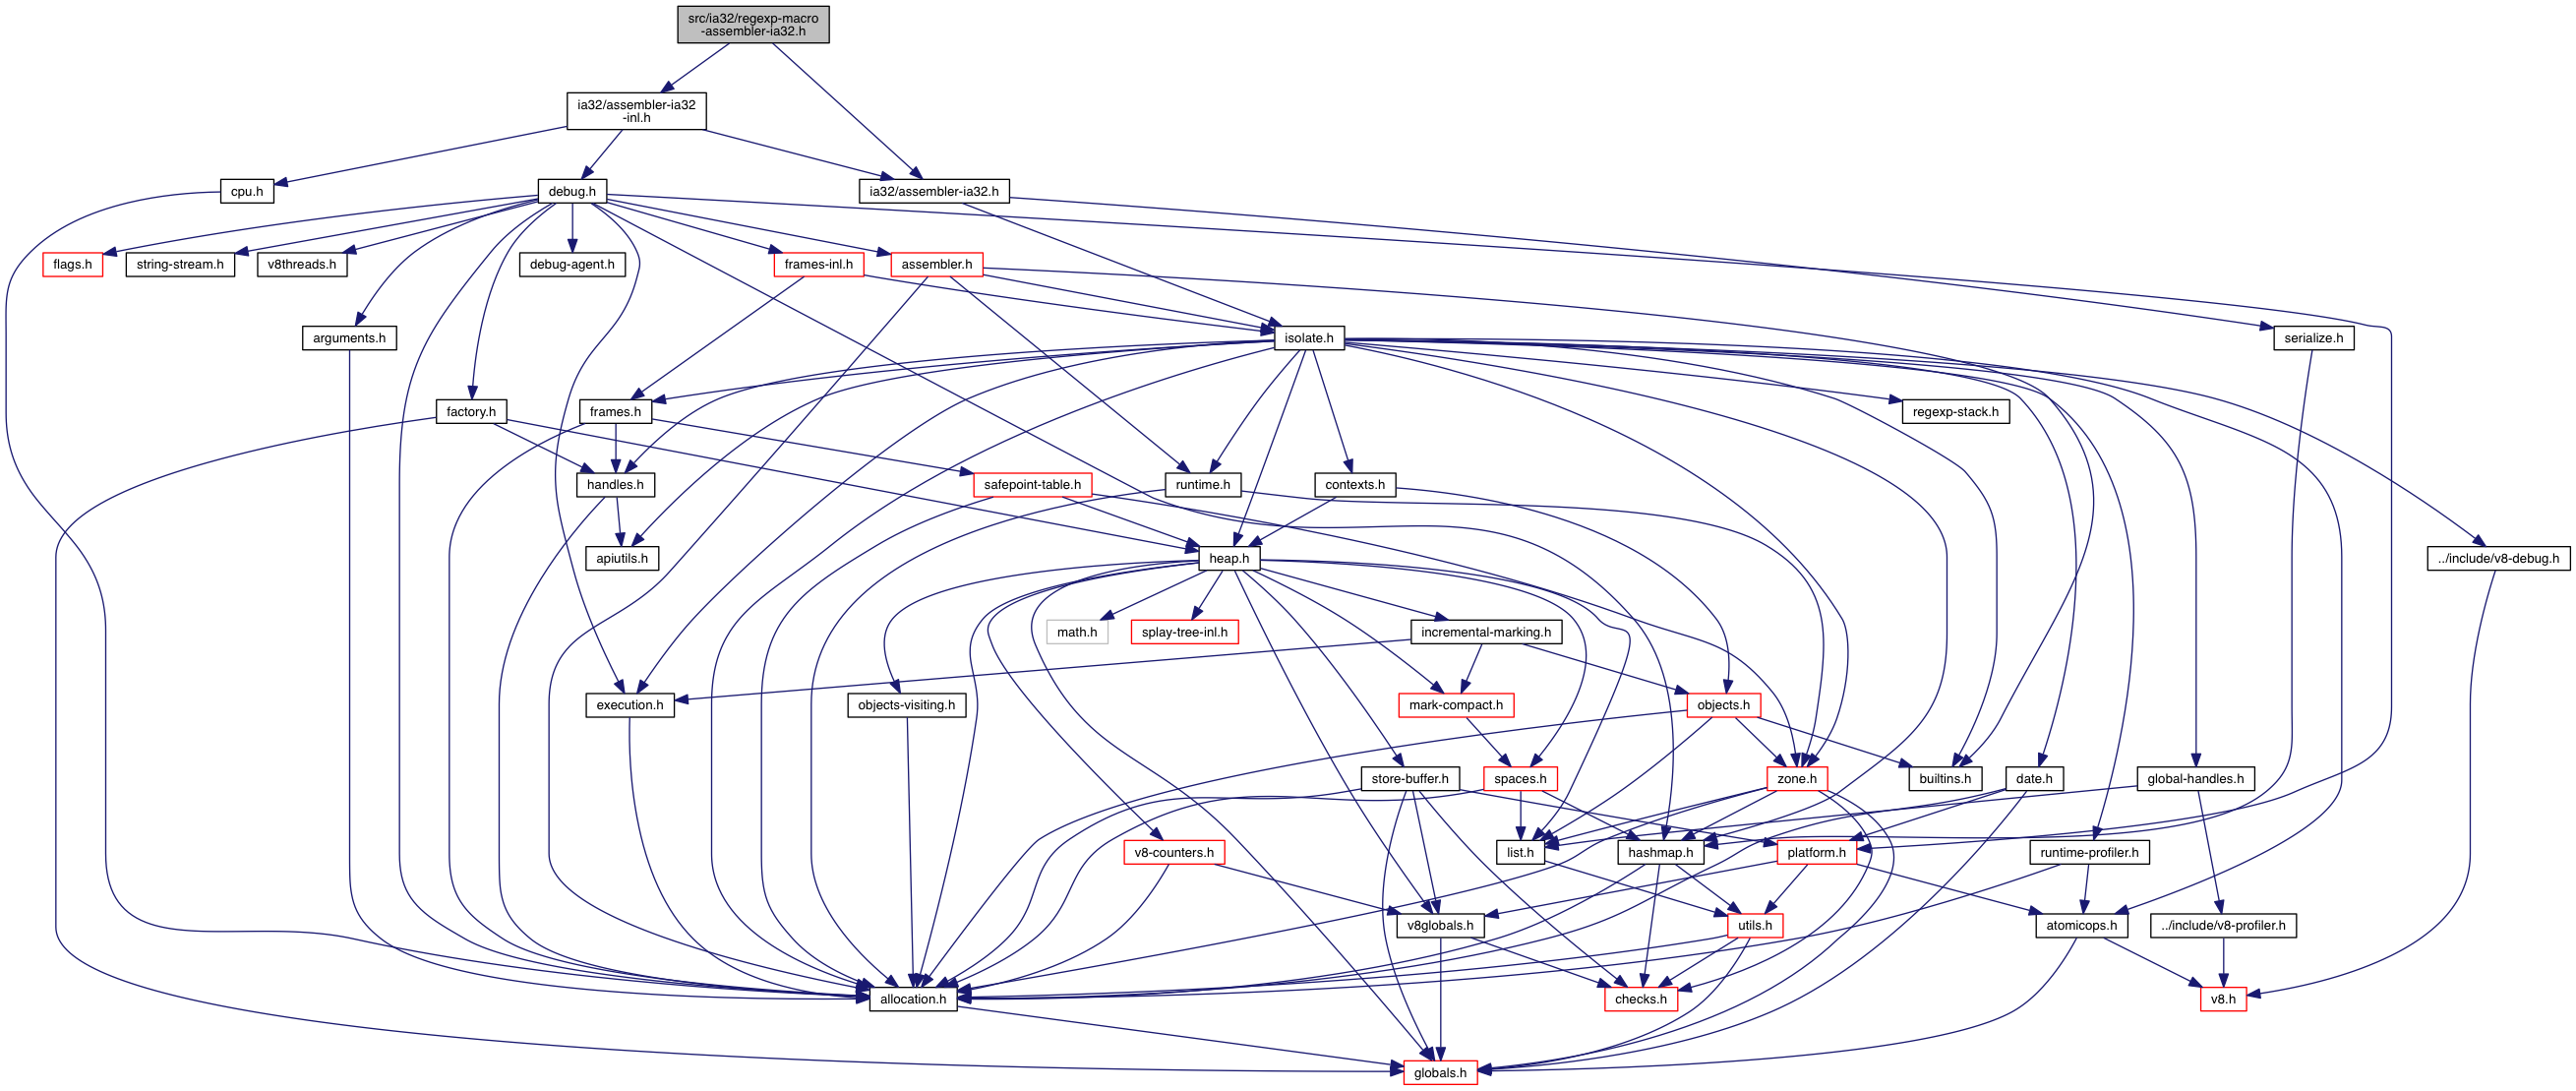 src/ia32/regexp-macro
-assembler-ia32.h
ia32/assembler-ia32
-inl.h
cpu.h
debug.h
ia32/assembler-ia32.h
flags.h
string-stream.h
v8threads.h
debug-agent.h
frames-inl.h
assembler.h
arguments.h
isolate.h
serialize.h
factory.h
frames.h
regexp-stack.h
handles.h
safepoint-table.h
runtime.h
contexts.h
apiutils.h
heap.h
../include/v8-debug.h
math.h
splay-tree-inl.h
incremental-marking.h
execution.h
objects-visiting.h
mark-compact.h
objects.h
store-buffer.h
spaces.h
zone.h
builtins.h
date.h
global-handles.h
v8-counters.h
list.h
hashmap.h
platform.h
runtime-profiler.h
v8globals.h
utils.h
atomicops.h
../include/v8-profiler.h
allocation.h
checks.h
v8.h
globals.h